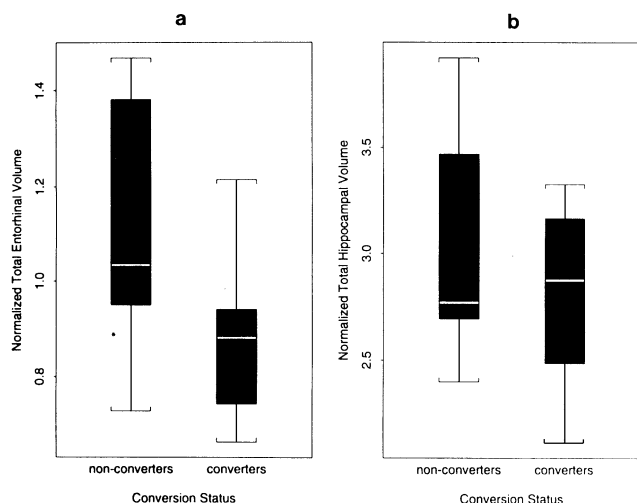 a
Normalized Total Entorhinal Volume
1.4
1.2
1.0
0.8
non-converters converters
Conversion Status
b
Normalized Total Hippocampal Volume
3.5
3.0
2.5
non-converters converters
Conversion Status